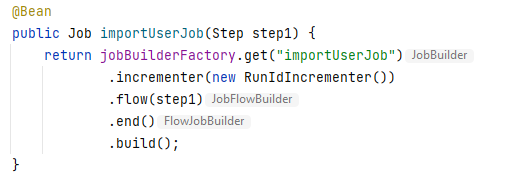 @Bean
public Job importUserJob(Step step1) {
    return jobBuilderFactory.get("importUserJob") JobBuilder
            .incrementer(new RunIdIncrementer())
            .flow(step1) JobFlowBuilder
            .end() FlowJobBuilder
            .build();
}